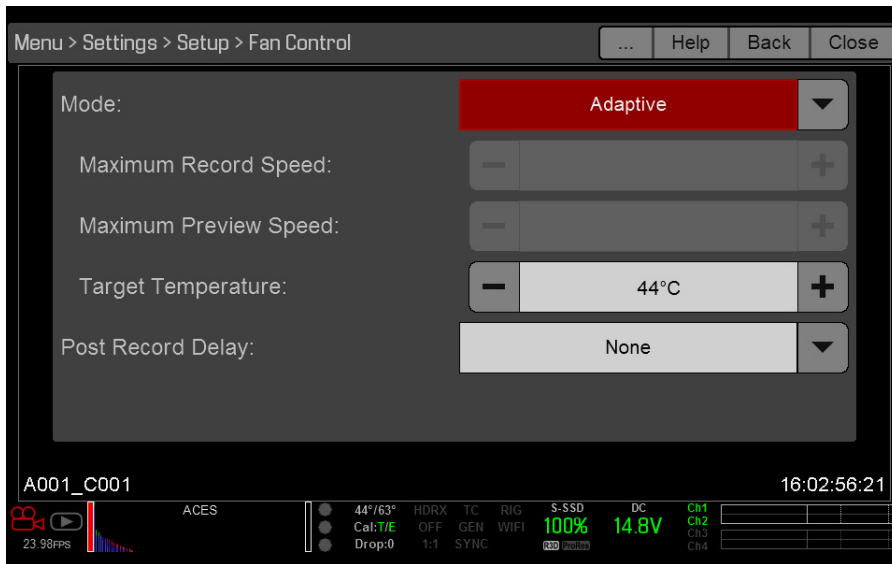 Menu > Settings > Setup > Fan Control ... Help Back Close
Mode: Adaptive
Maximum Record Speed:
Maximum Preview Speed:
Target Temperature: 44°C
Post Record Delay: None
A001_C001 16:02:56:21
ACES 44°/63° HDRX TC RIG S-SSD DC Ch1
Cal:T/E OFF GEN WIFI 100% 14.8V Ch2
23.98FPS Drop:0 1:1 SYNC R3D ProRes Ch3
Ch4